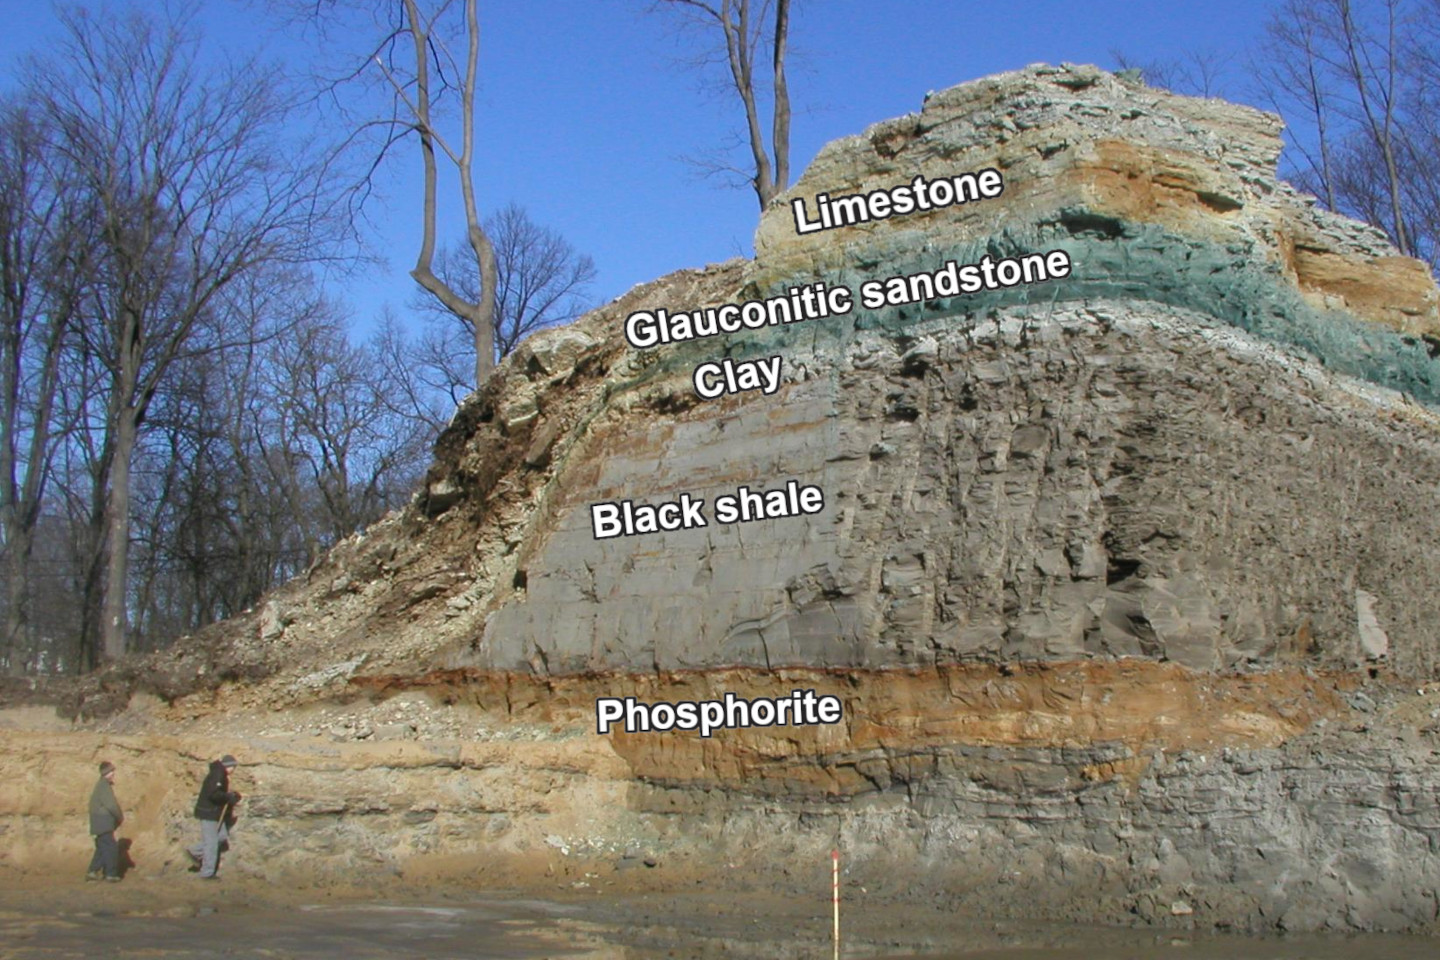 Limestone
Glauconitic sandstone
Clay
Black shale
Phosphorite